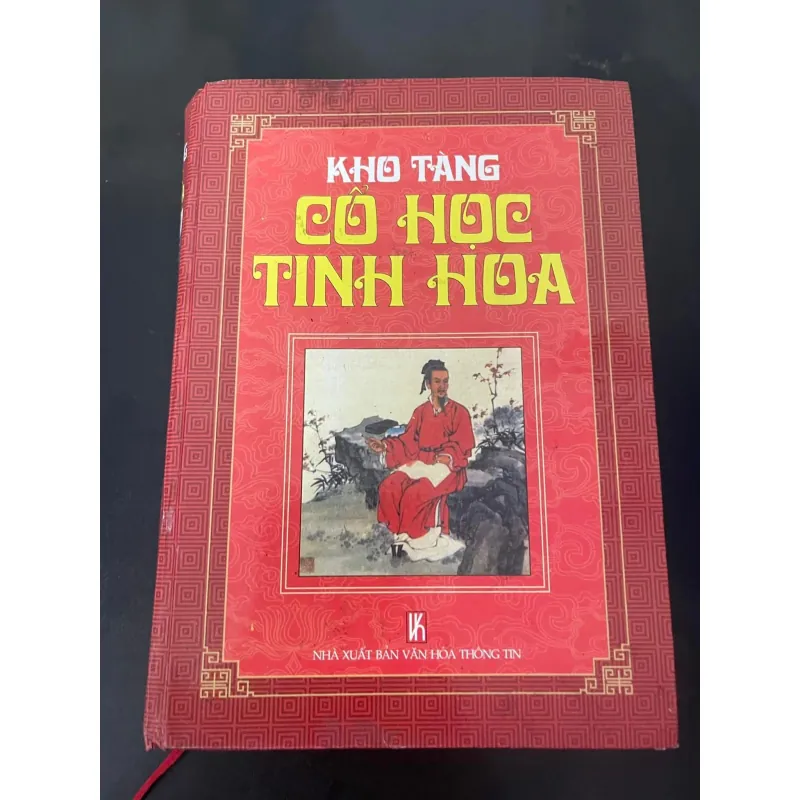 KHO TÀNG
CỔ HỌC
TINH HOA
NHÀ XUẤT BẢN VĂN HÓA THÔNG TIN